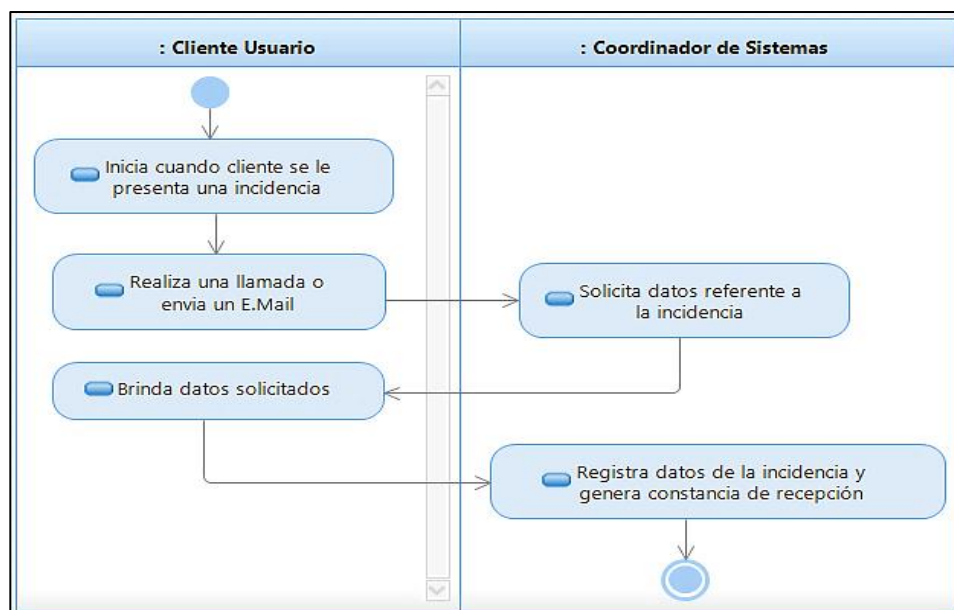 : Cliente Usuario
: Coordinador de Sistemas
Inicia cuando cliente se le
presenta una incidencia
Realiza una llamada o
envia un E.Mail
Solicita datos referente a
la incidencia
Brinda datos solicitados
Registra datos de la incidencia y
genera constancia de recepción